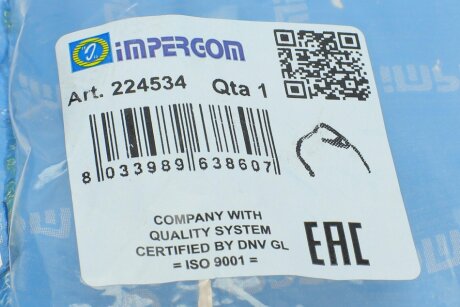 iMPERGOM
Art. 224534 Qta 1
8 033989 638607
COMPANY WITH
QUALITY SYSTEM
CERTIFIED BY DNV GL
= ISO 9001 =
EAC